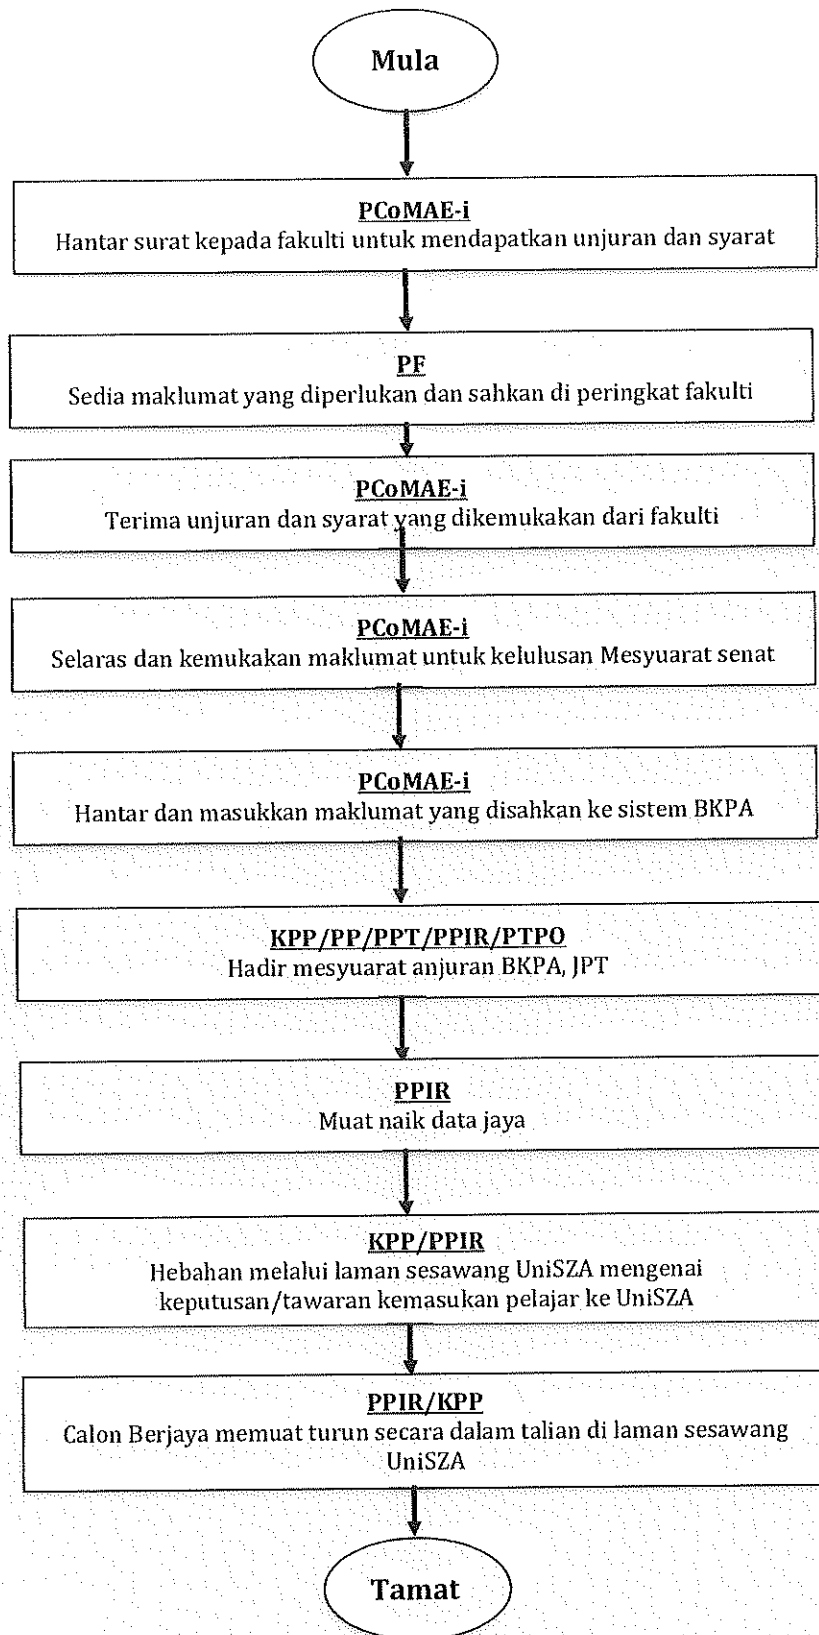 Mula
PCoMAE-i
Hantar surat kepada fakulti untuk mendapatkan unjuran dan syarat
PF
Sedia maklumat yang diperlukan dan sahkan di peringkat fakulti
PCoMAE-i
Terima unjuran dan syarat yang dikemukakan dari fakulti
PCoMAE-i
Selaras dan kemukakan maklumat untuk kelulusan Mesyuarat senat
PCoMAE-i
Hantar dan masukkan maklumat yang disahkan ke sistem BKPA
KPP/PP/PPT/PPIR/PTPO
Hadir mesyuarat anjuran BKPA, JPT
PPIR
Muat naik data jaya
KPP/PPIR
Hebahan melalui laman sesawang UniSZA mengenai
keputusan/tawaran kemasukan pelajar ke UniSZA
PPIR/KPP
Calon Berjaya memuat turun secara dalam talian di laman sesawang
UniSZA
Tamat